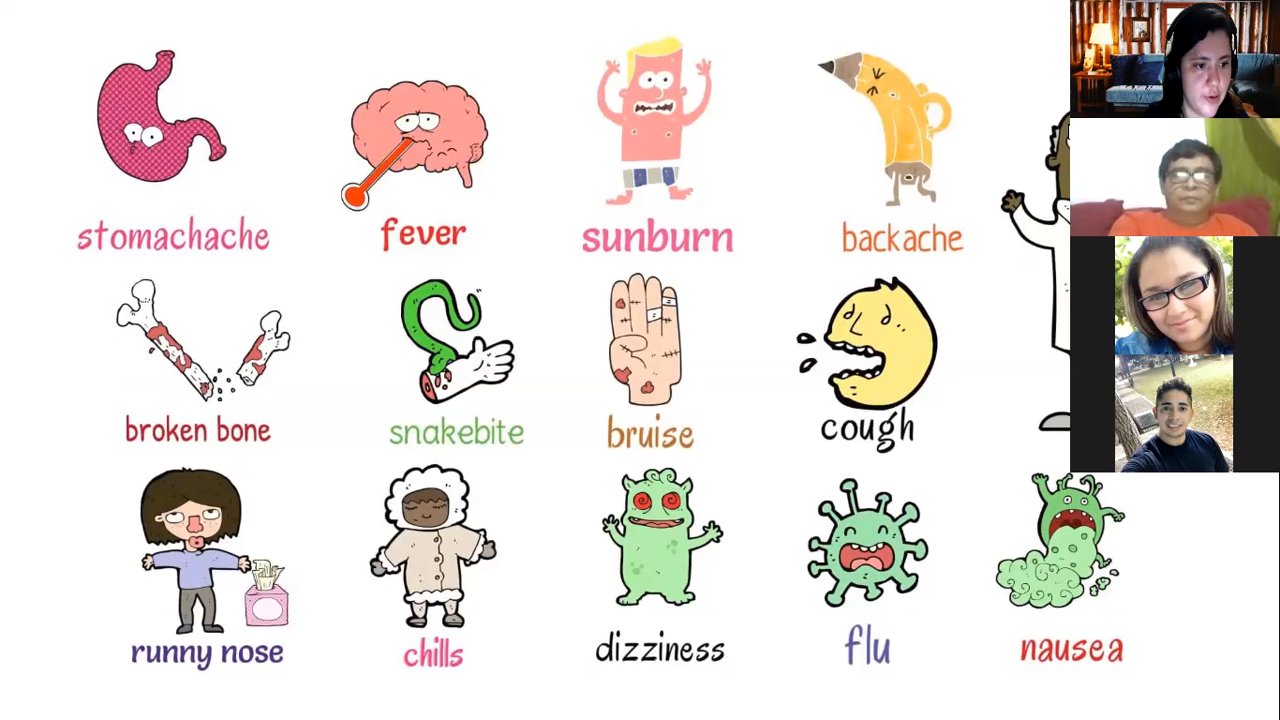 stomachache
fever
sunburn
backache
broken bone
snakebite
bruise
cough
runny nose
chills
dizziness
flu
nausea